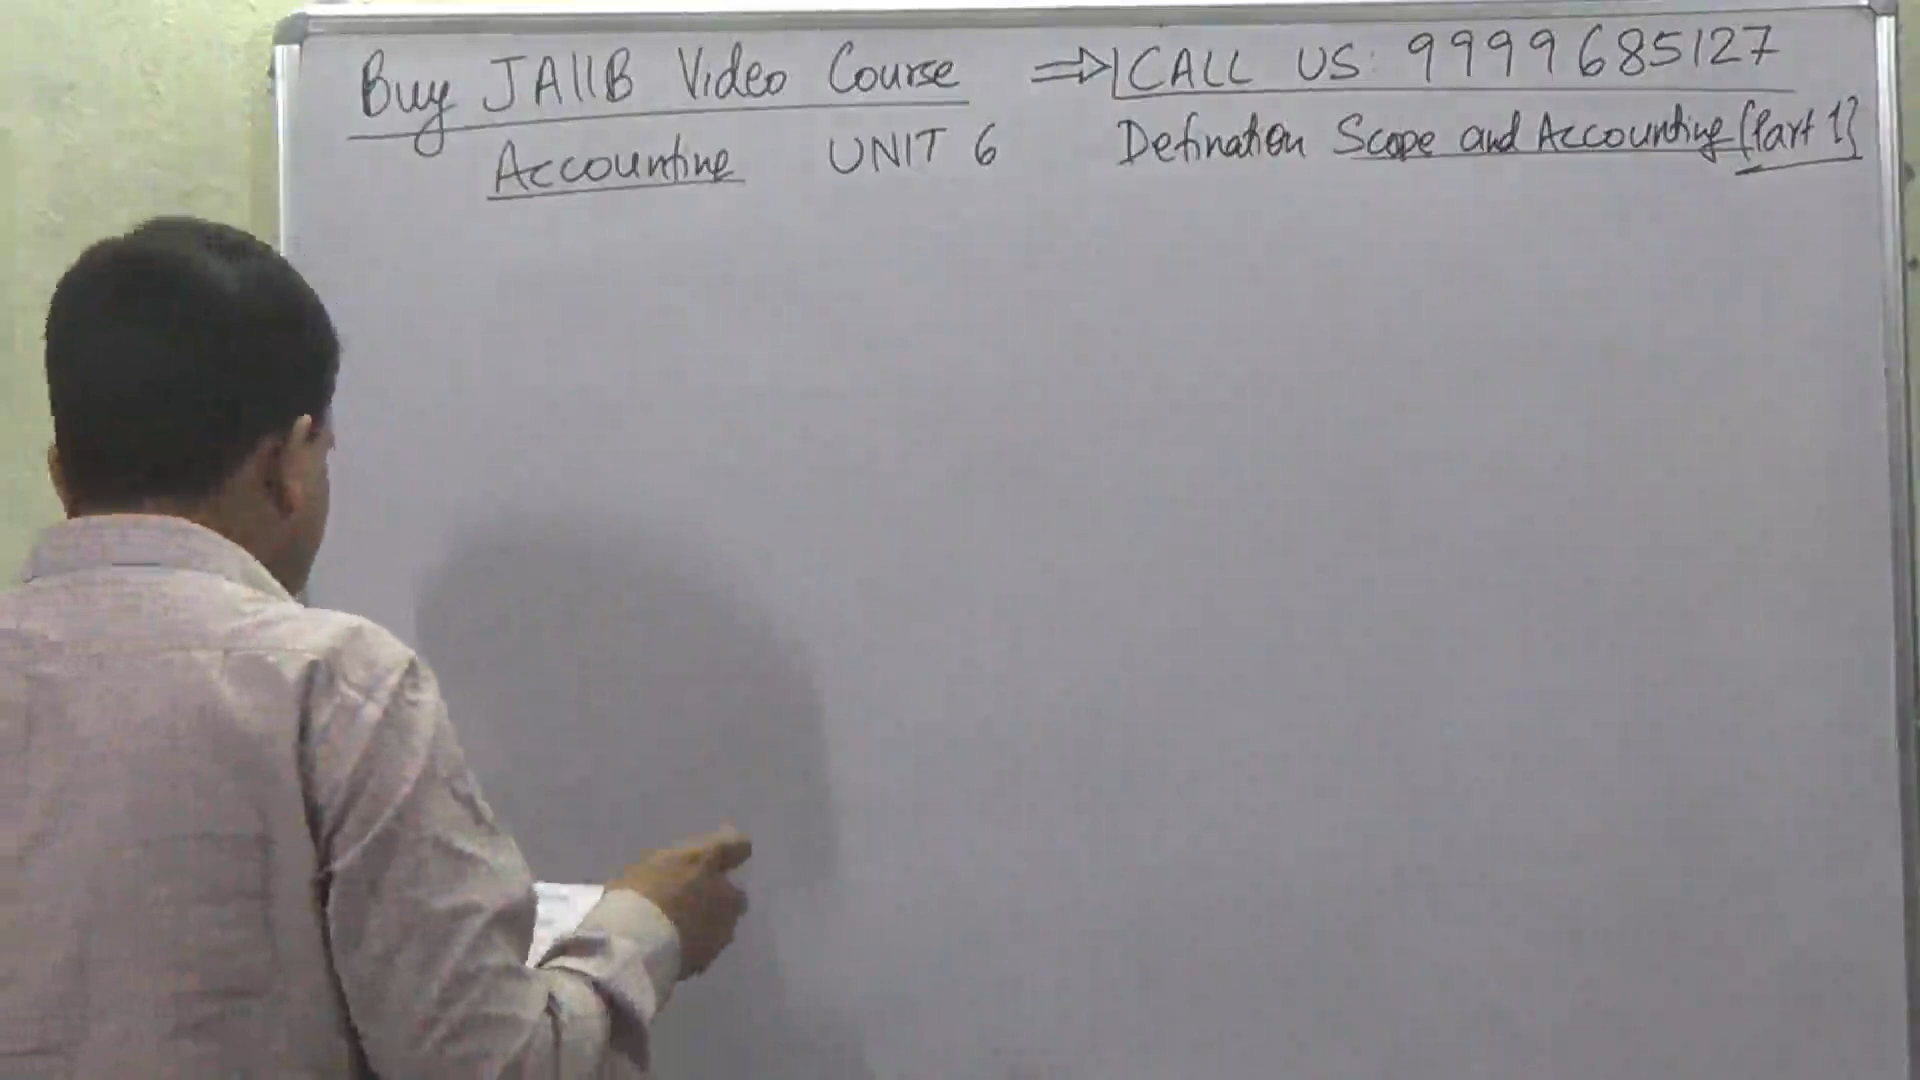 Buy JAIIB Video Course ⇒ CALL US: 9999685127
Accounting UNIT 6 Defination Scope and Accounting (Part 1)